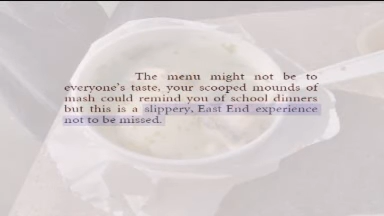 The menu might not be to
everyone's taste, your scooped mounds of
mash could remind you of school dinners
but this is a slippery, East End experience
not to be missed.